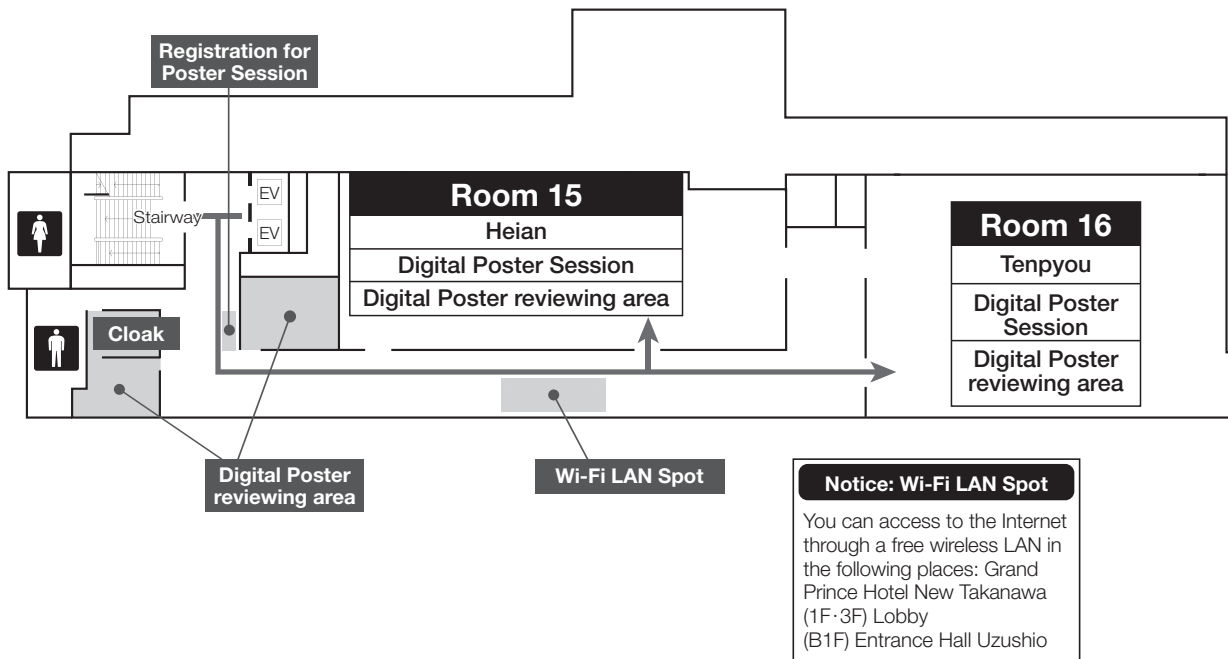 Registration for
Poster Session
Stairway
EV
EV
Room 15
Heian
Digital Poster Session
Digital Poster reviewing area
Room 16
Tenpyou
Digital Poster
Session
Digital Poster
reviewing area
Cloak
Digital Poster
reviewing area
Wi-Fi LAN Spot
Notice: Wi-Fi LAN Spot
You can access to the Internet
through a free wireless LAN in
the following places: Grand
Prince Hotel New Takanawa
(1F·3F) Lobby
(B1F) Entrance Hall Uzushio